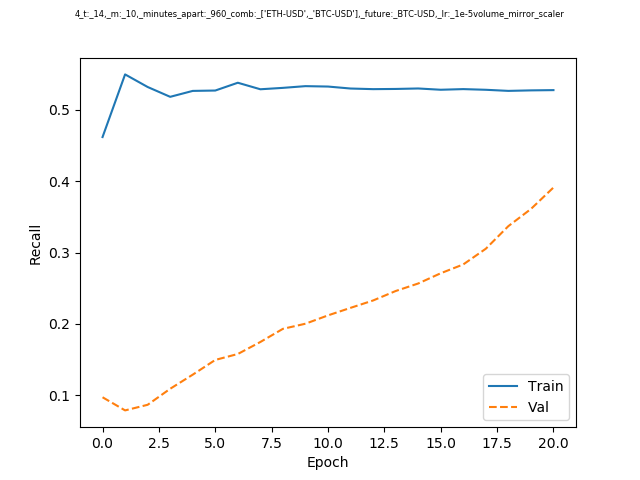 4_t:_14,_m:_10,_minutes_apart:_960_comb:_['ETH-USD',_'BTC-USD'],_future:_BTC-USD,_lr:_1e-5volume_mirror_scaler
Recall
0.5
0.4
0.3
0.2
0.1
Train
Val
0.0 2.5 5.0 7.5 10.0 12.5 15.0 17.5 20.0
Epoch